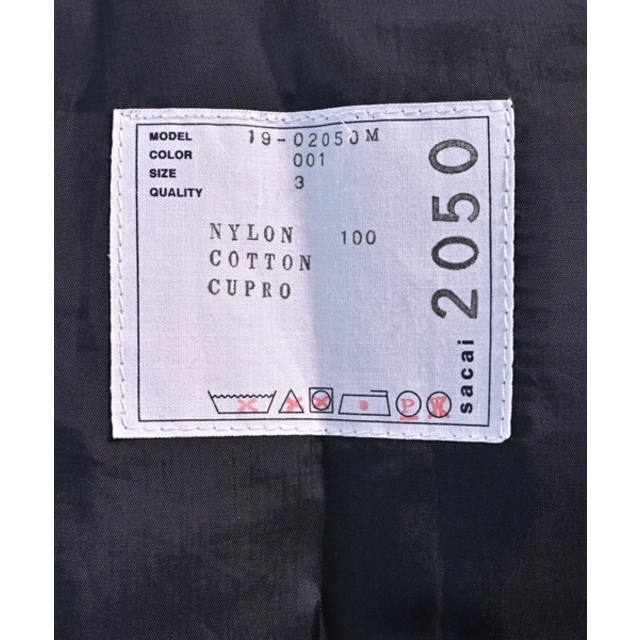 MODEL 19-02050M
COLOR 001
SIZE 3
QUALITY
NYLON 100
COTTON
CUPRO
P
W
sacai 2050